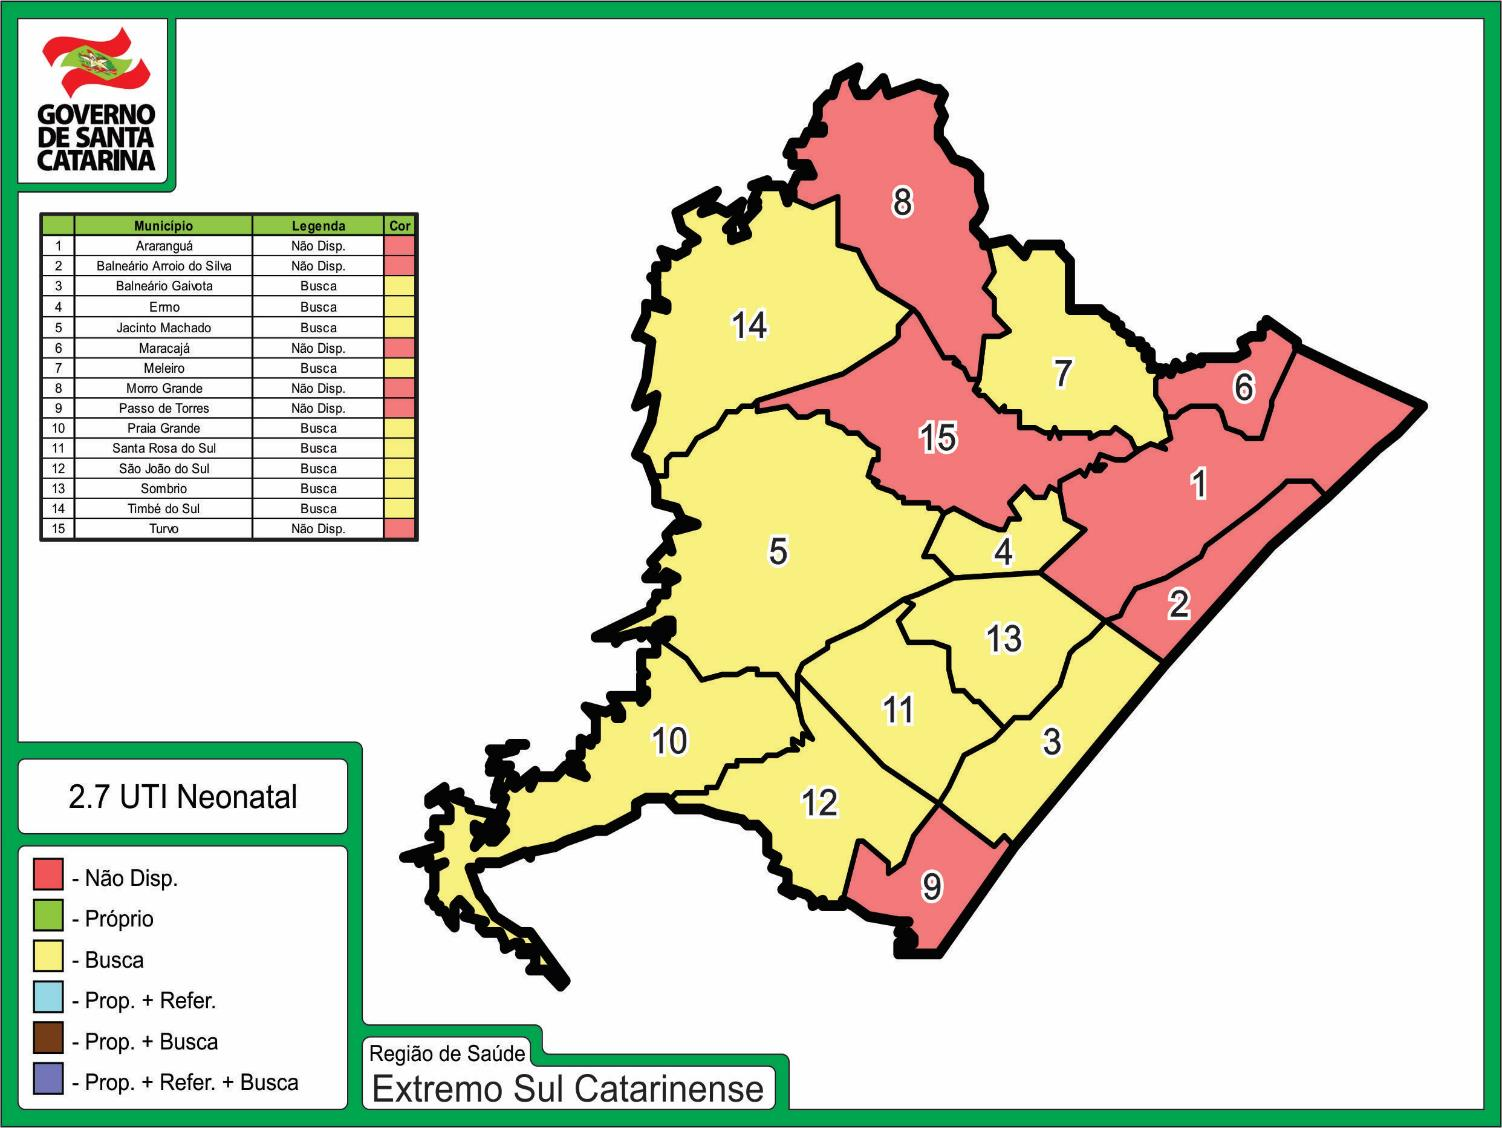 GOVERNO
DE SANTA
CATARINA
Município Legenda Cor
1 Araranguá Não Disp.
2 Balneário Arroio do Silva Não Disp.
3 Balneário Gaivota Busca
4 Ermo Busca
5 Jacinto Machado Busca
6 Maracajá Não Disp.
7 Meleiro Busca
8 Morro Grande Não Disp.
9 Passo de Torres Não Disp.
10 Praia Grande Busca
11 Santa Rosa do Sul Busca
12 São João do Sul Busca
13 Sombrio Busca
14 Timbé do Sul Busca
15 Turvo Não Disp.
8
14
7
6
15
1
5
4
2
13
11
10
3
12
9
2.7 UTI Neonatal
- Não Disp.
- Próprio
- Busca
- Prop. + Refer.
- Prop. + Busca
- Prop. + Refer. + Busca
Região de Saúde
Extremo Sul Catarinense